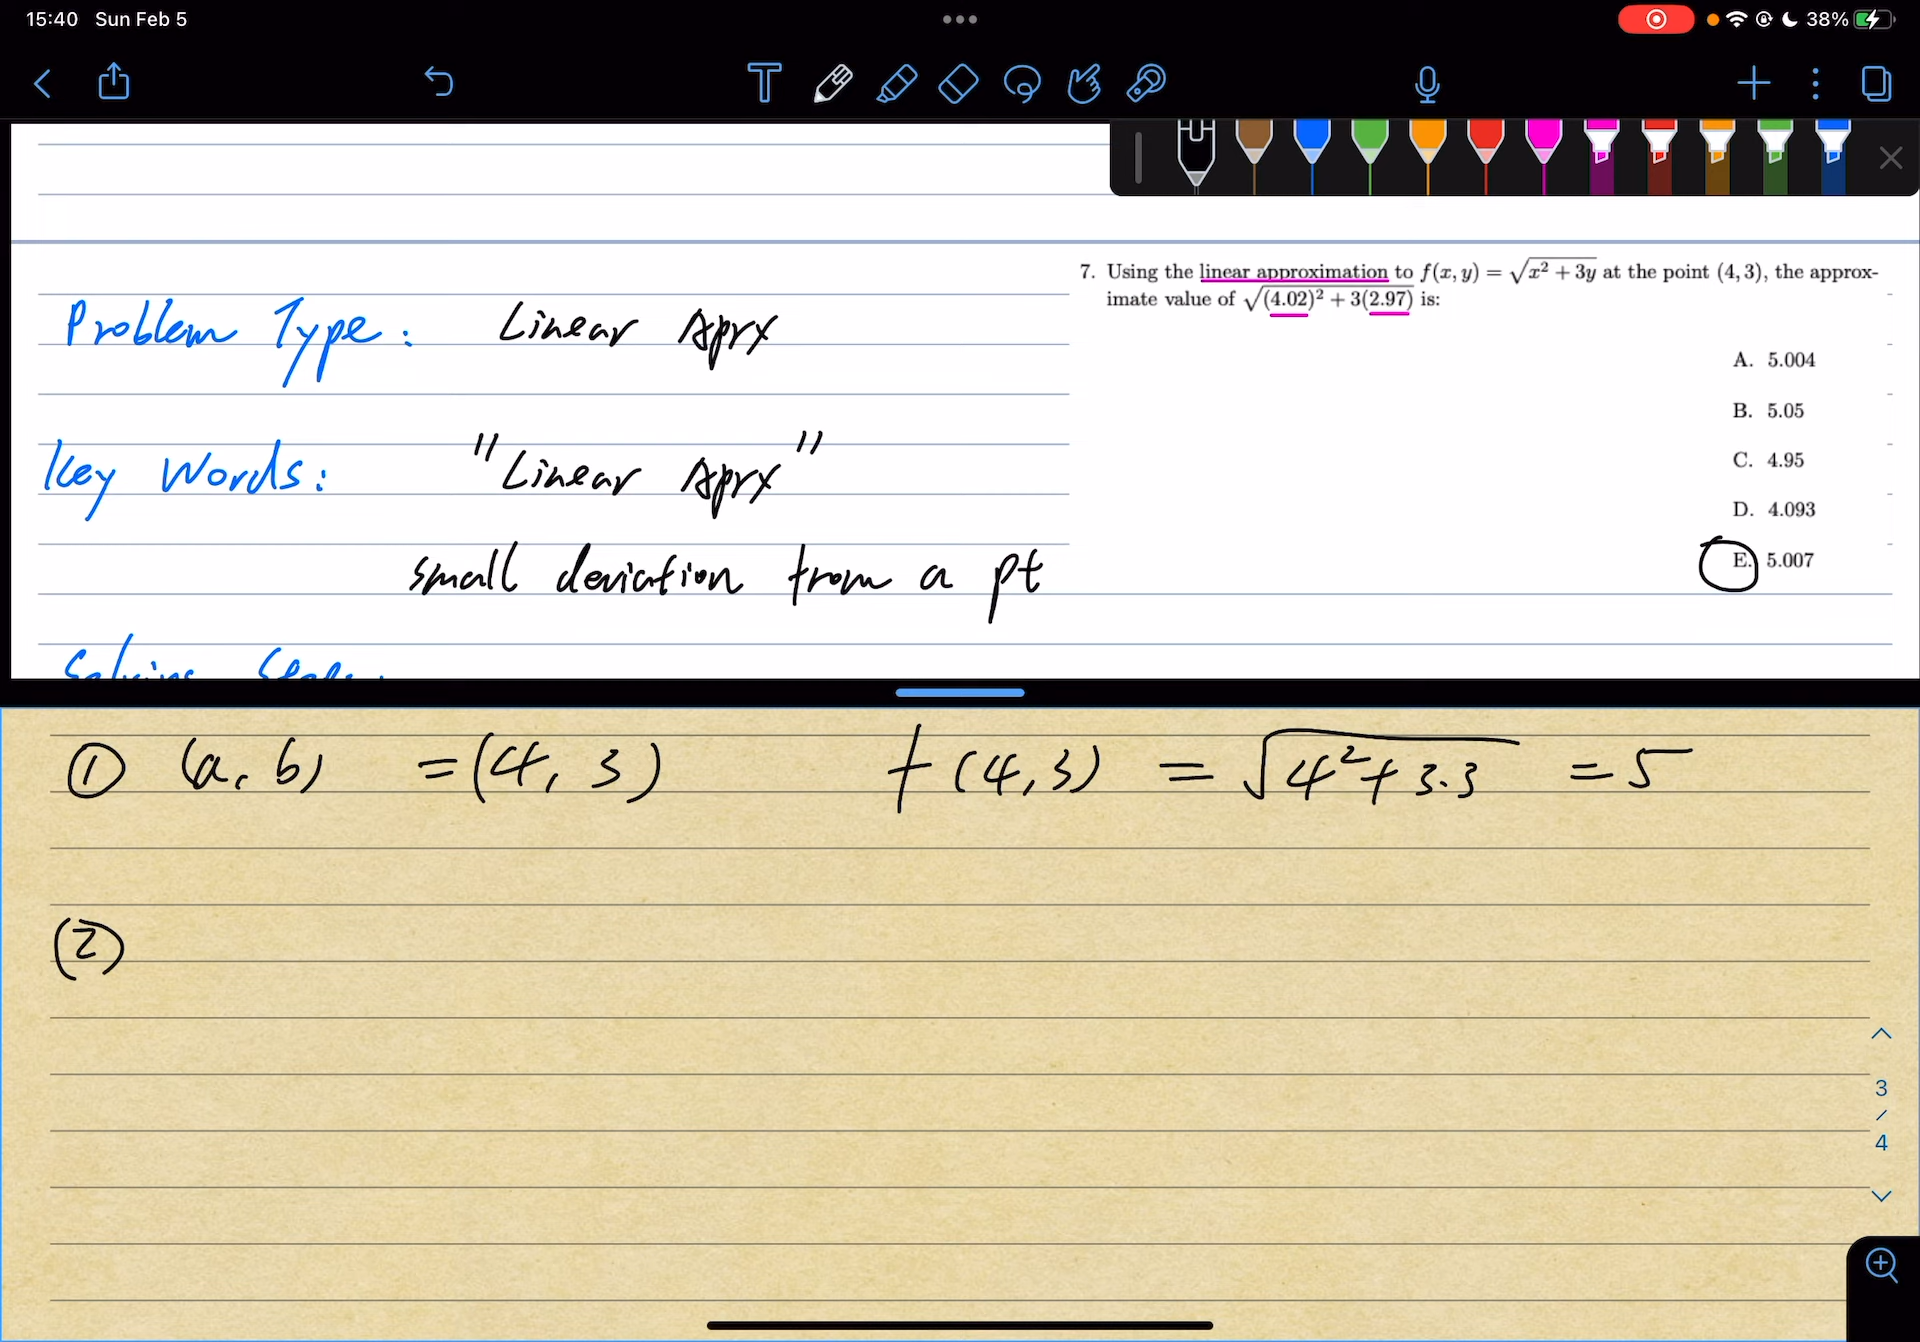 15:40 Sun Feb 5
38%
7. Using the linear approximation to f(x, y) = √(x² + 3y) at the point (4, 3), the approx-
imate value of √((4.02)² + 3(2.97)) is:
Problem Type: Linear Aprx
A. 5.004
B. 5.05
Key Words: "Linear Aprx"
C. 4.95
D. 4.093
small deviation from a pt
E. 5.007
Solving Steps:
① (a, b) = (4, 3) f(4,3) = √(4²+3·3) = 5
(2)
3
/
4